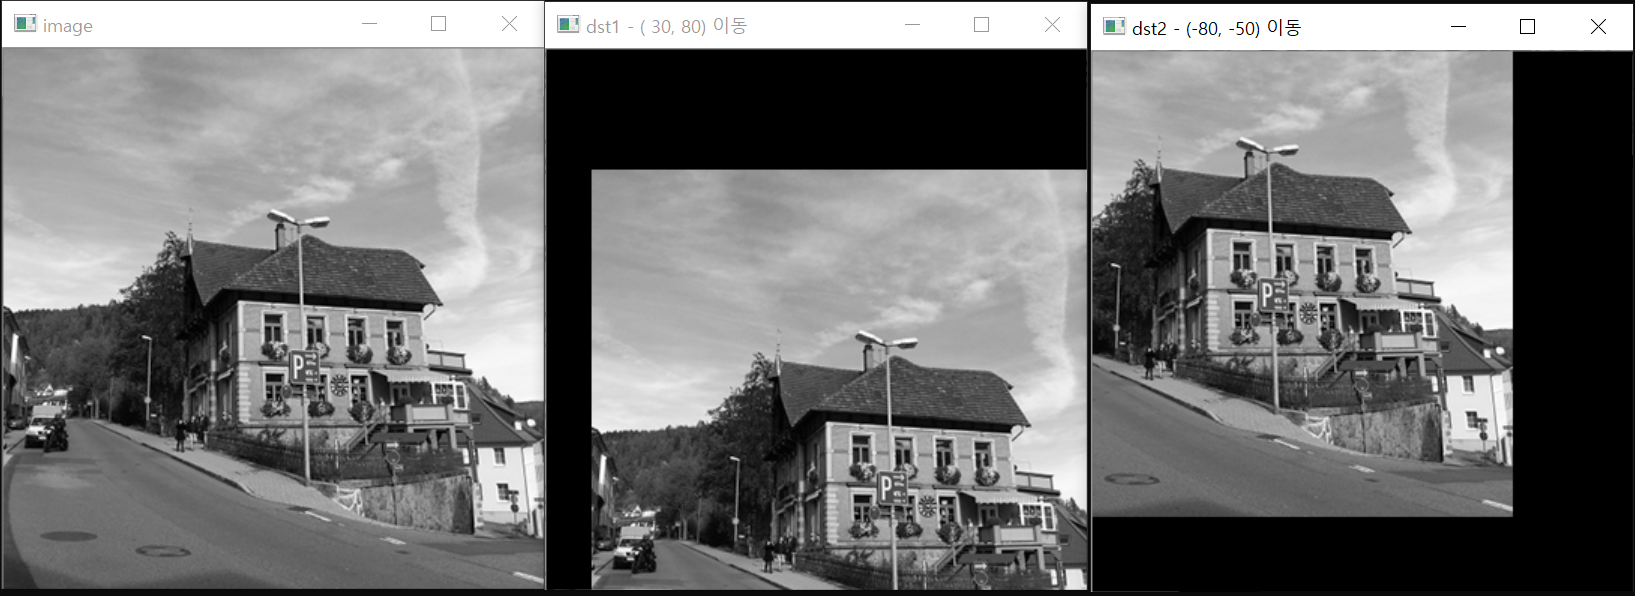 image
dst1 - ( 30, 80) 이동
dst2 - (-80, -50) 이동
P
P
P